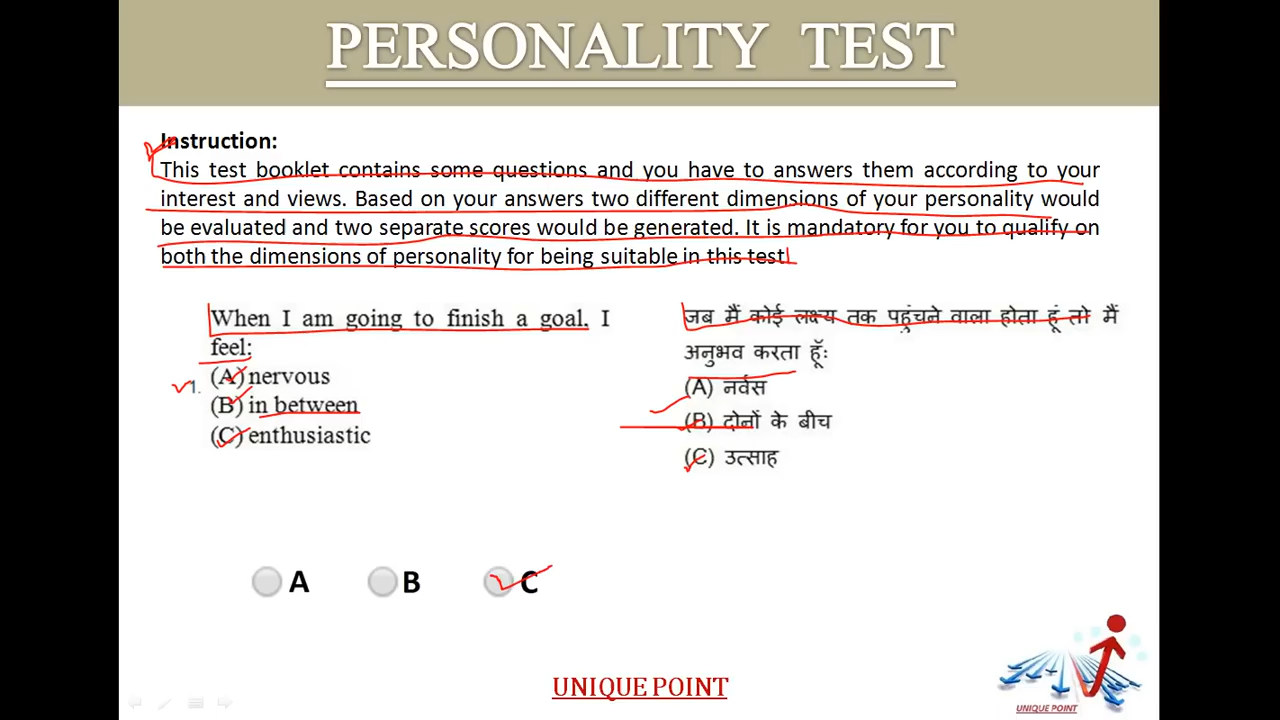 PERSONALITY TEST
Instruction:
This test booklet contains some questions and you have to answers them according to your
interest and views. Based on your answers two different dimensions of your personality would
be evaluated and two separate scores would be generated. It is mandatory for you to qualify on
both the dimensions of personality for being suitable in this test.
When I am going to finish a goal, I
feel:
1. (A) nervous
(B) in between
(C) enthusiastic
जब मैं कोई लक्ष्य तक पहुंचने वाला होता हूं तो मैं
अनुभव करता हूॅः
(A) नर्वस
(B) दोनों के बीच
(C) उत्साह
A B C
UNIQUE POINT
UNIQUE POINT